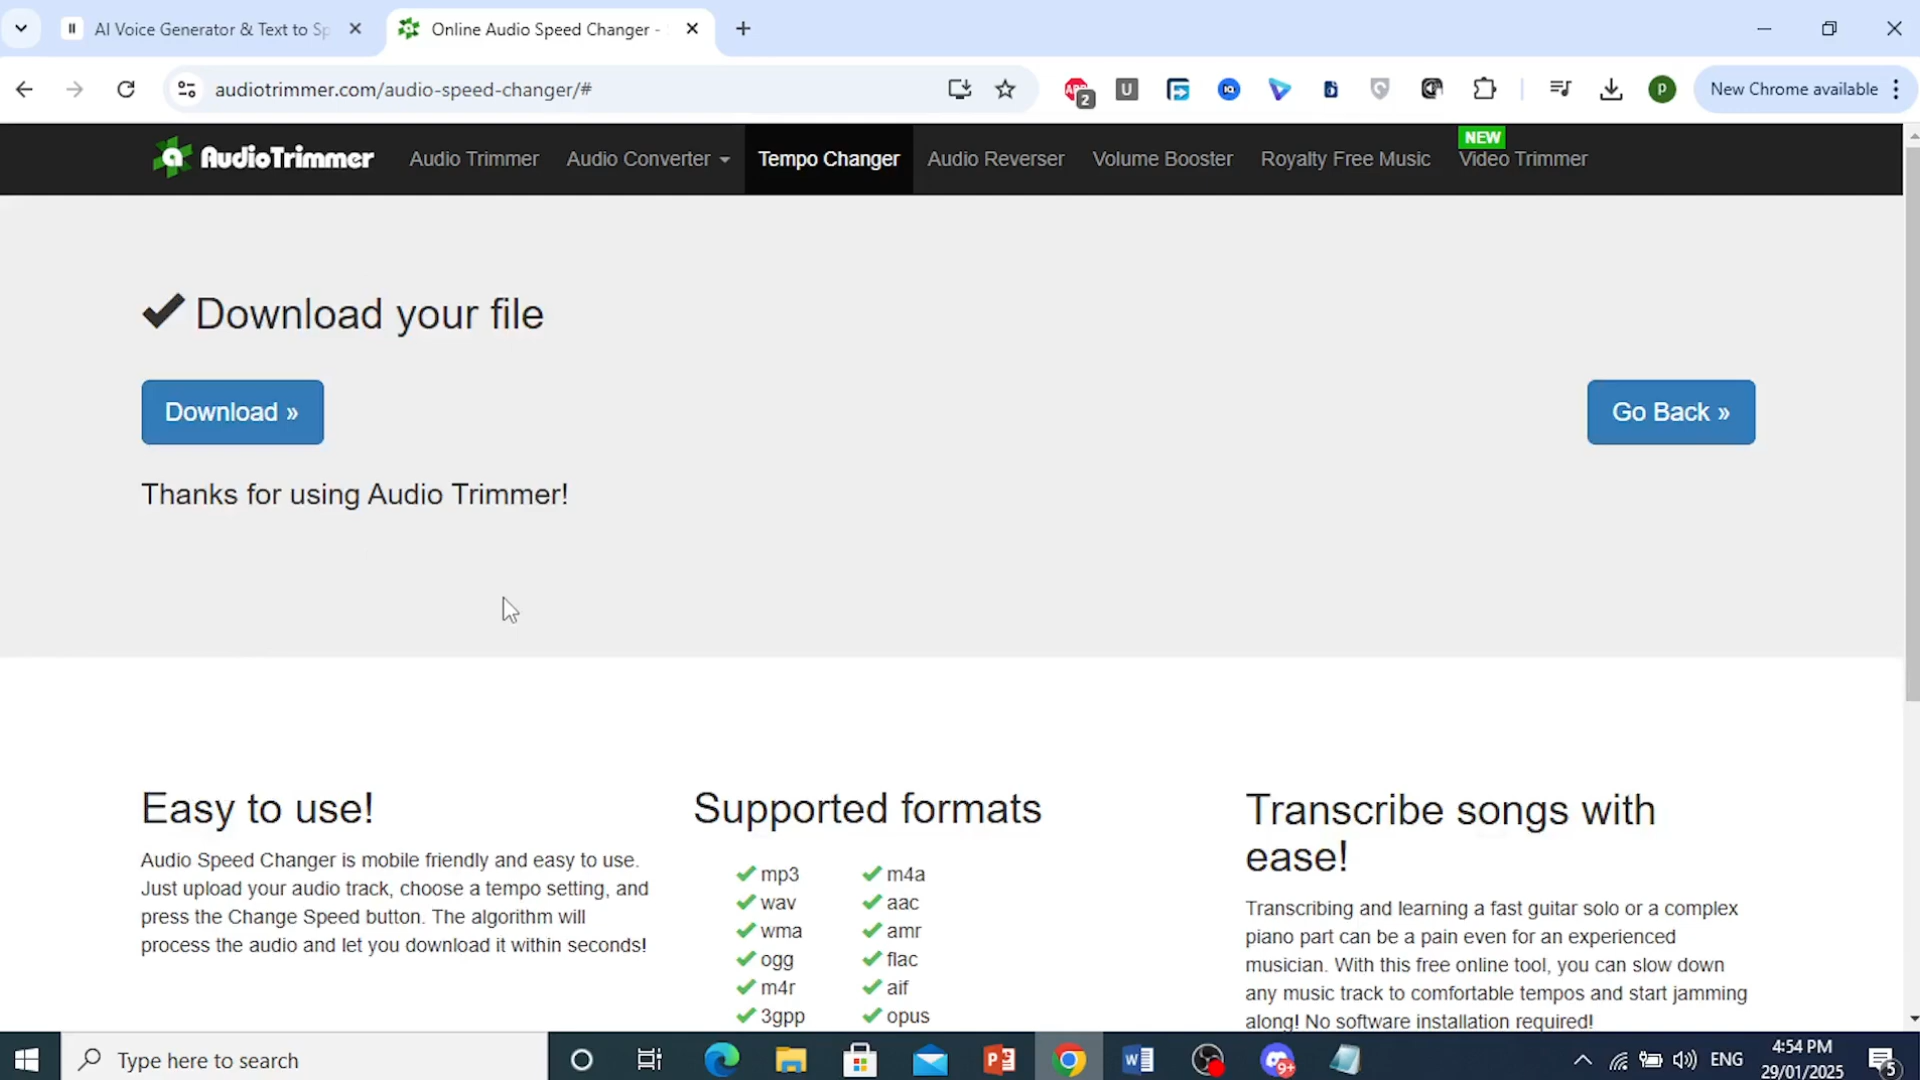 AI Voice Generator & Text to Sp
Online Audio Speed Changer -
audiotrimmer.com/audio-speed-changer/#
2
U
IQ
p
New Chrome available
a AudioTrimmer
Audio Trimmer
Audio Converter
Tempo Changer
Audio Reverser
Volume Booster
Royalty Free Music
NEW
Video Trimmer
Download your file
Download »
Go Back »
Thanks for using Audio Trimmer!
Easy to use!
Audio Speed Changer is mobile friendly and easy to use.
Just upload your audio track, choose a tempo setting, and
press the Change Speed button. The algorithm will
process the audio and let you download it within seconds!
Supported formats
mp3
wav
wma
ogg
m4r
3gpp
m4a
aac
amr
flac
aif
opus
Transcribe songs with
ease!
Transcribing and learning a fast guitar solo or a complex
piano part can be a pain even for an experienced
musician. With this free online tool, you can slow down
any music track to comfortable tempos and start jamming
along! No software installation required!
Type here to search
9+
ENG
4:54 PM
29/01/2025
5